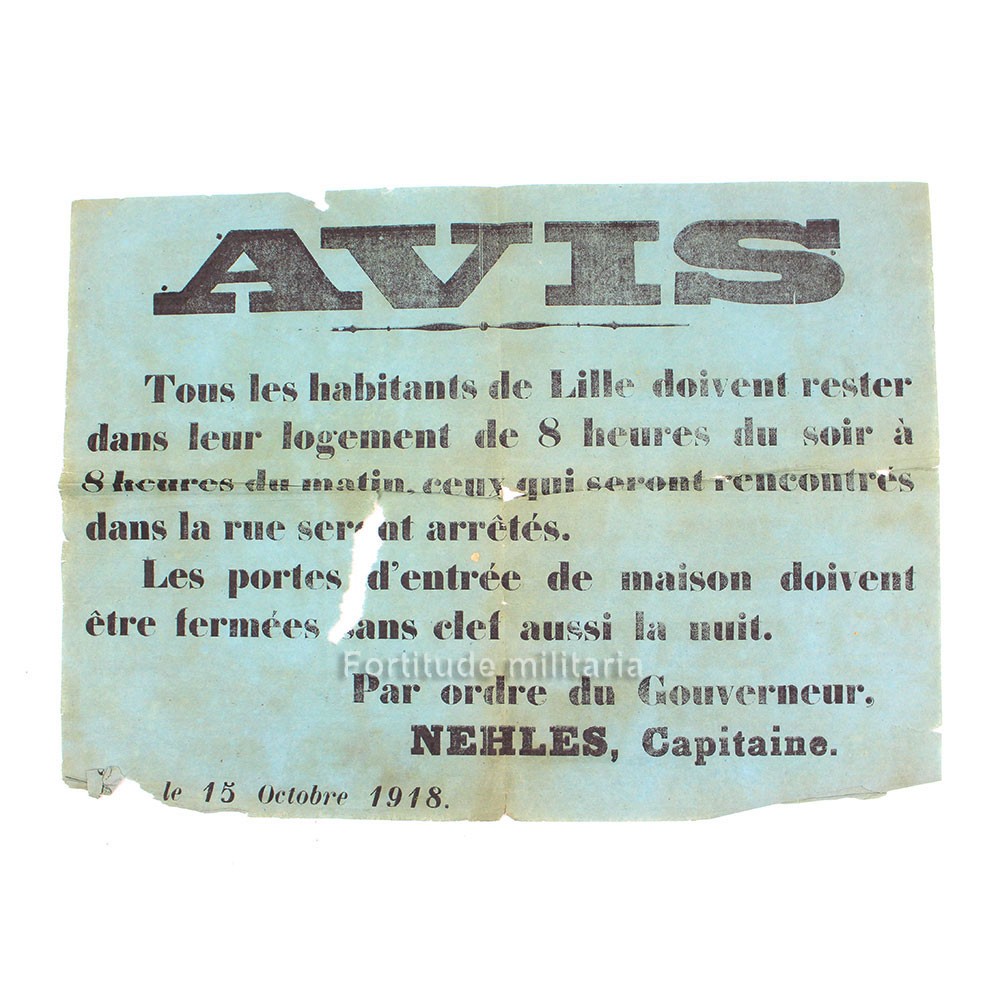 AVIS
Tous les habitants de Lille doivent rester
dans leur logement de 8 heures du soir à
8 heures du matin, ceux qui seront rencontrés
dans la rue seront arrêtés.
Les portes d'entrée de maison doivent
être fermées sans clef aussi la nuit.
Fortitude militaria
Par ordre du Gouverneur,
NEHLES, Capitaine.
le 15 Octobre 1918.